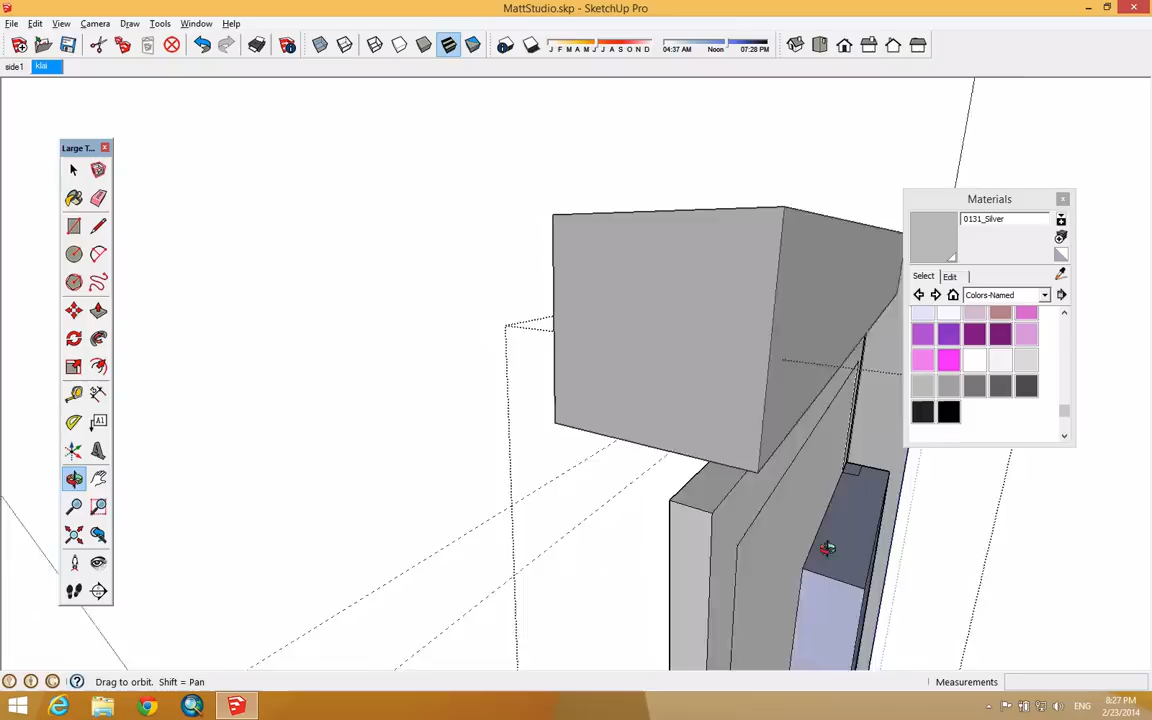 MattStudio.skp - SketchUp Pro
File Edit View Camera Draw Tools Window Help
J F M A M J J A S O N D
04:37 AM Noon 07:28 PM
side1 klai
Large T...
Materials
0131_Silver
Select Edit
Colors-Named
A1
Drag to orbit. Shift = Pan
Measurements
ENG
8:27 PM
2/23/2014